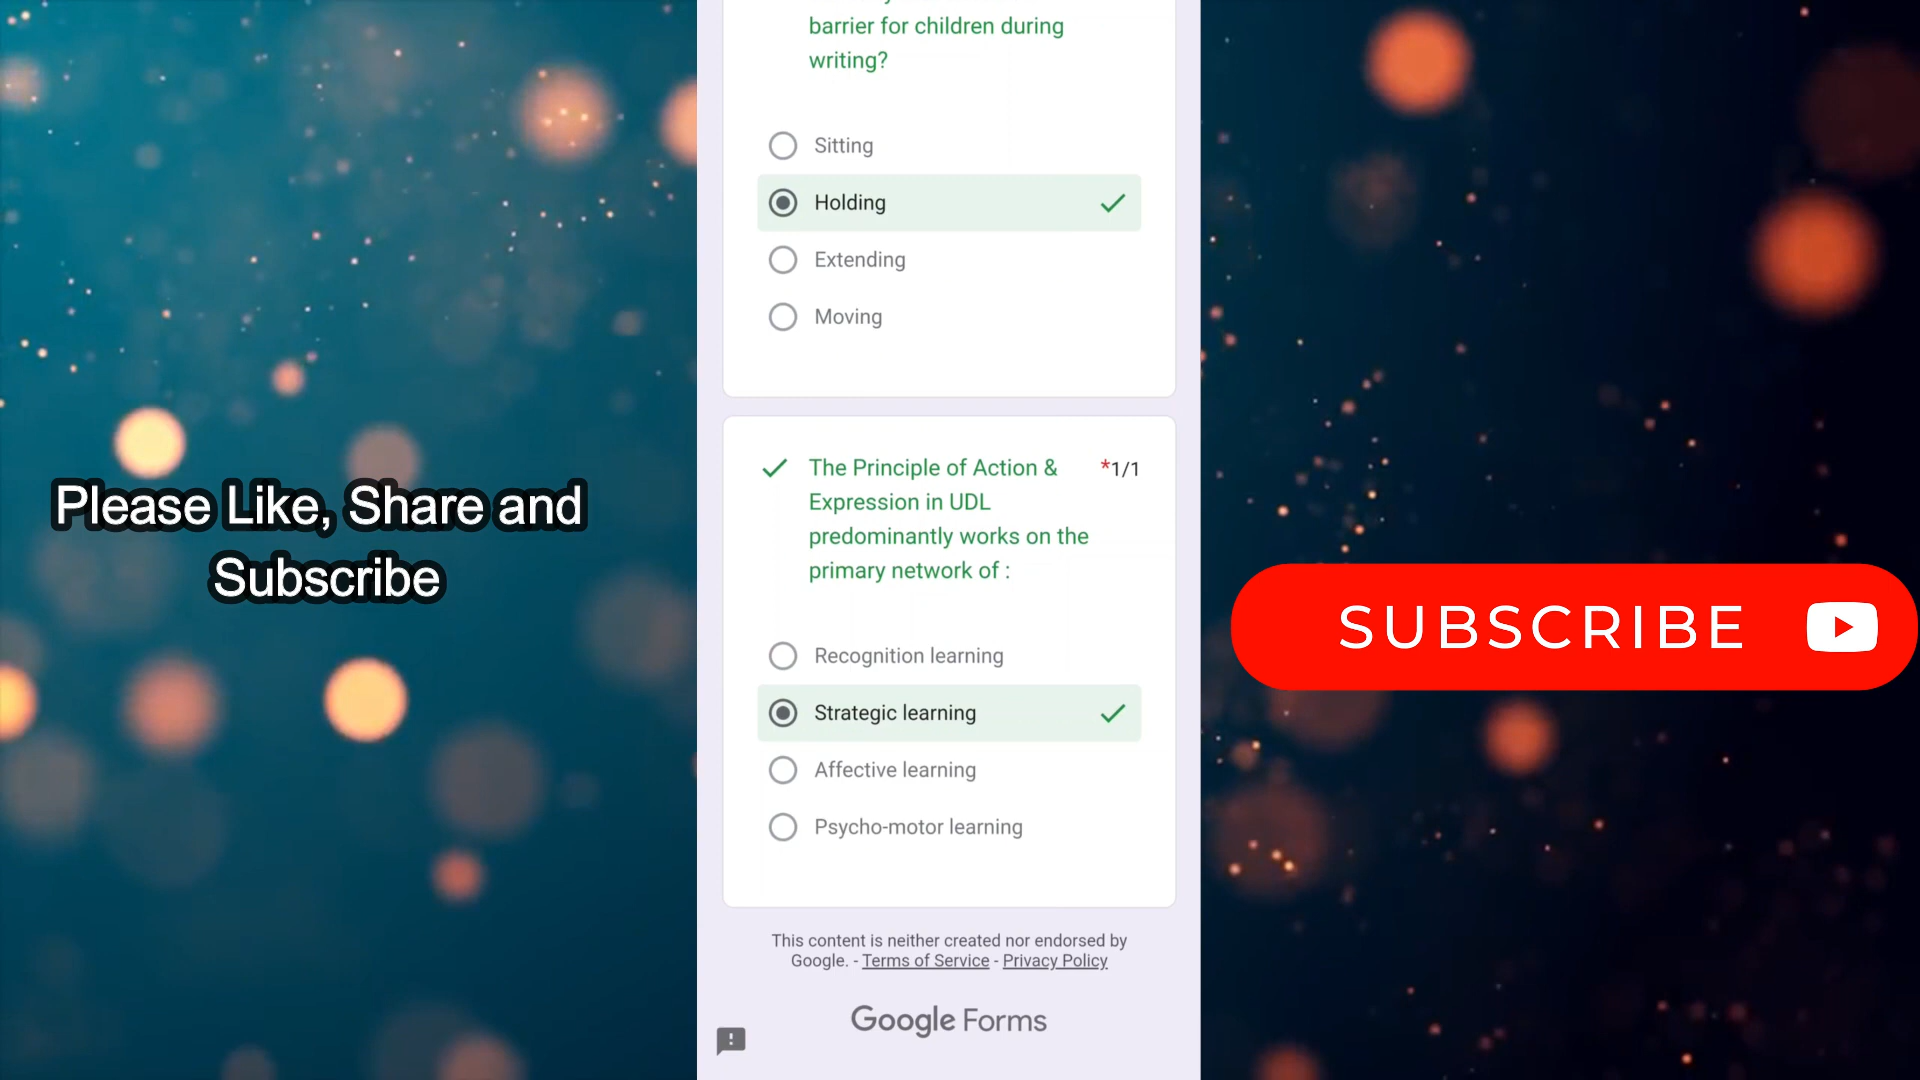 barrier for children during
writing?
Sitting
Holding
Extending
Moving
The Principle of Action & *1/1
Expression in UDL
predominantly works on the
primary network of :
Recognition learning
Strategic learning
Affective learning
Psycho-motor learning
This content is neither created nor endorsed by
Google. - Terms of Service - Privacy Policy
Google Forms
Please Like, Share and
Subscribe
SUBSCRIBE